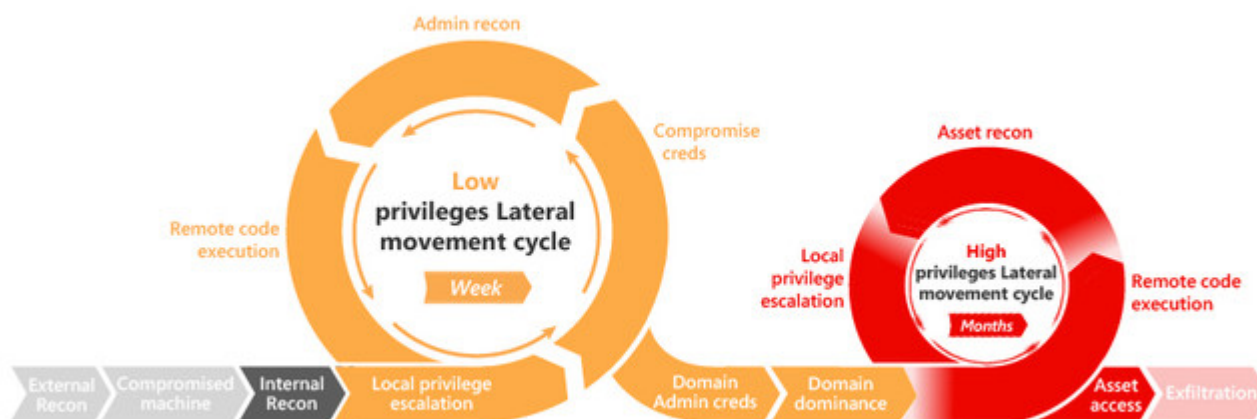 Admin recon
Compromise
creds
Low
privileges Lateral
movement cycle
Week
Remote code
execution
Asset recon
Local
privilege
escalation
High
privileges Lateral
movement cycle
Months
Remote code
execution
External
Recon
Compromised
machine
Internal
Recon
Local privilege
escalation
Domain
Admin creds
Domain
dominance
Asset
access
Exfiltration